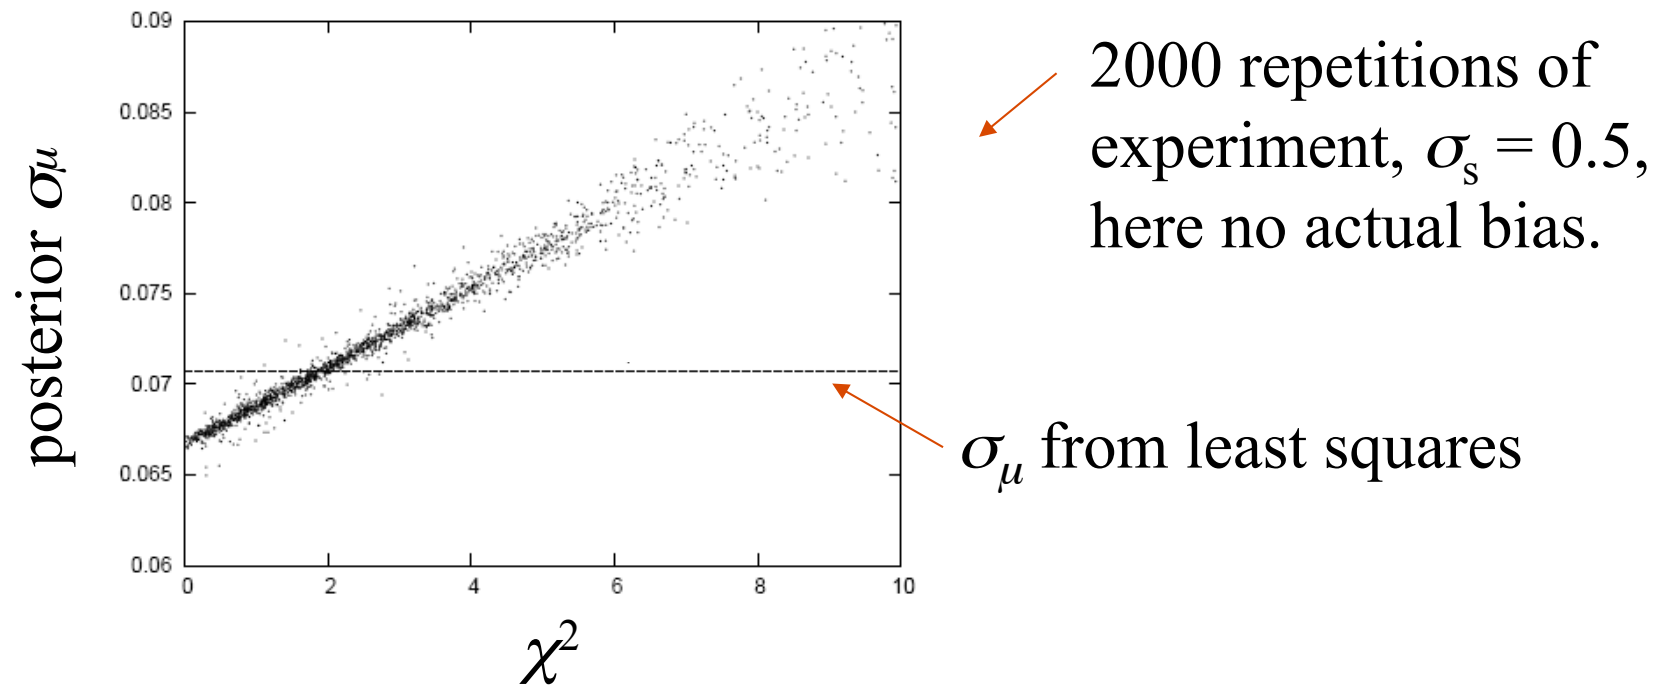 posterior σμ
0.09
0.085
0.08
0.075
0.07
0.065
0.06
0 2 4 6 8 10
χ2
2000 repetitions of
experiment, σs = 0.5,
here no actual bias.
σμ from least squares